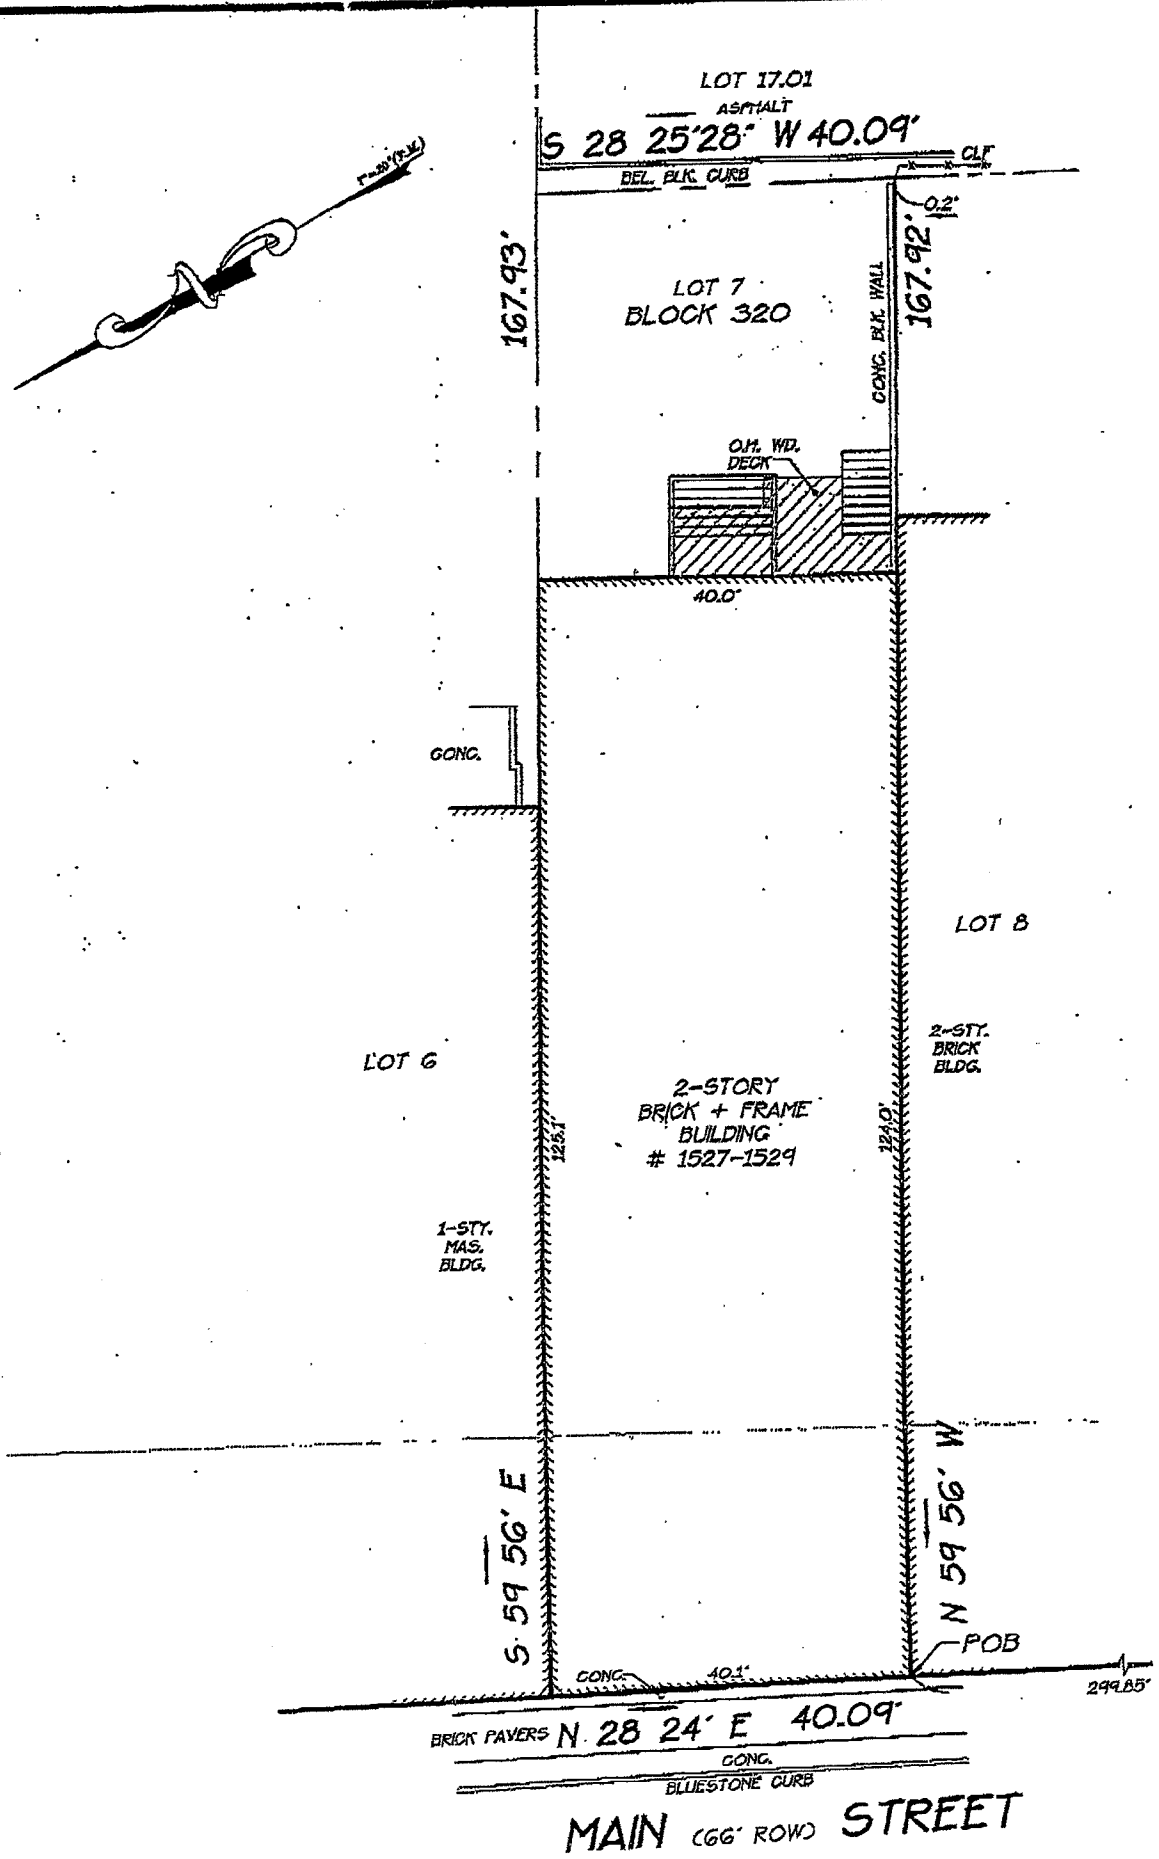 LOT 17.01
ASPHALT
S 28 25'28" W 40.09'
BEL. BLK. CURB
CLF
0.2'
167.93'
167.92'
LOT 7
BLOCK 320
CONC. BLK. WALL
O.H. WD.
DECK
40.0'
CONC.
LOT 8
LOT 6
2-STY.
BRICK
BLDG.
2-STORY
BRICK + FRAME
BUILDING
# 1527-1529
125.1'
124.0'
1-STY.
MAS.
BLDG.
S 59 56' E
N 59 56' W
POB
CONC.
40.1'
299.85'
BRICK PAVERS
N 28 24' E 40.09'
CONC.
BLUESTONE CURB
MAIN (66' ROW) STREET